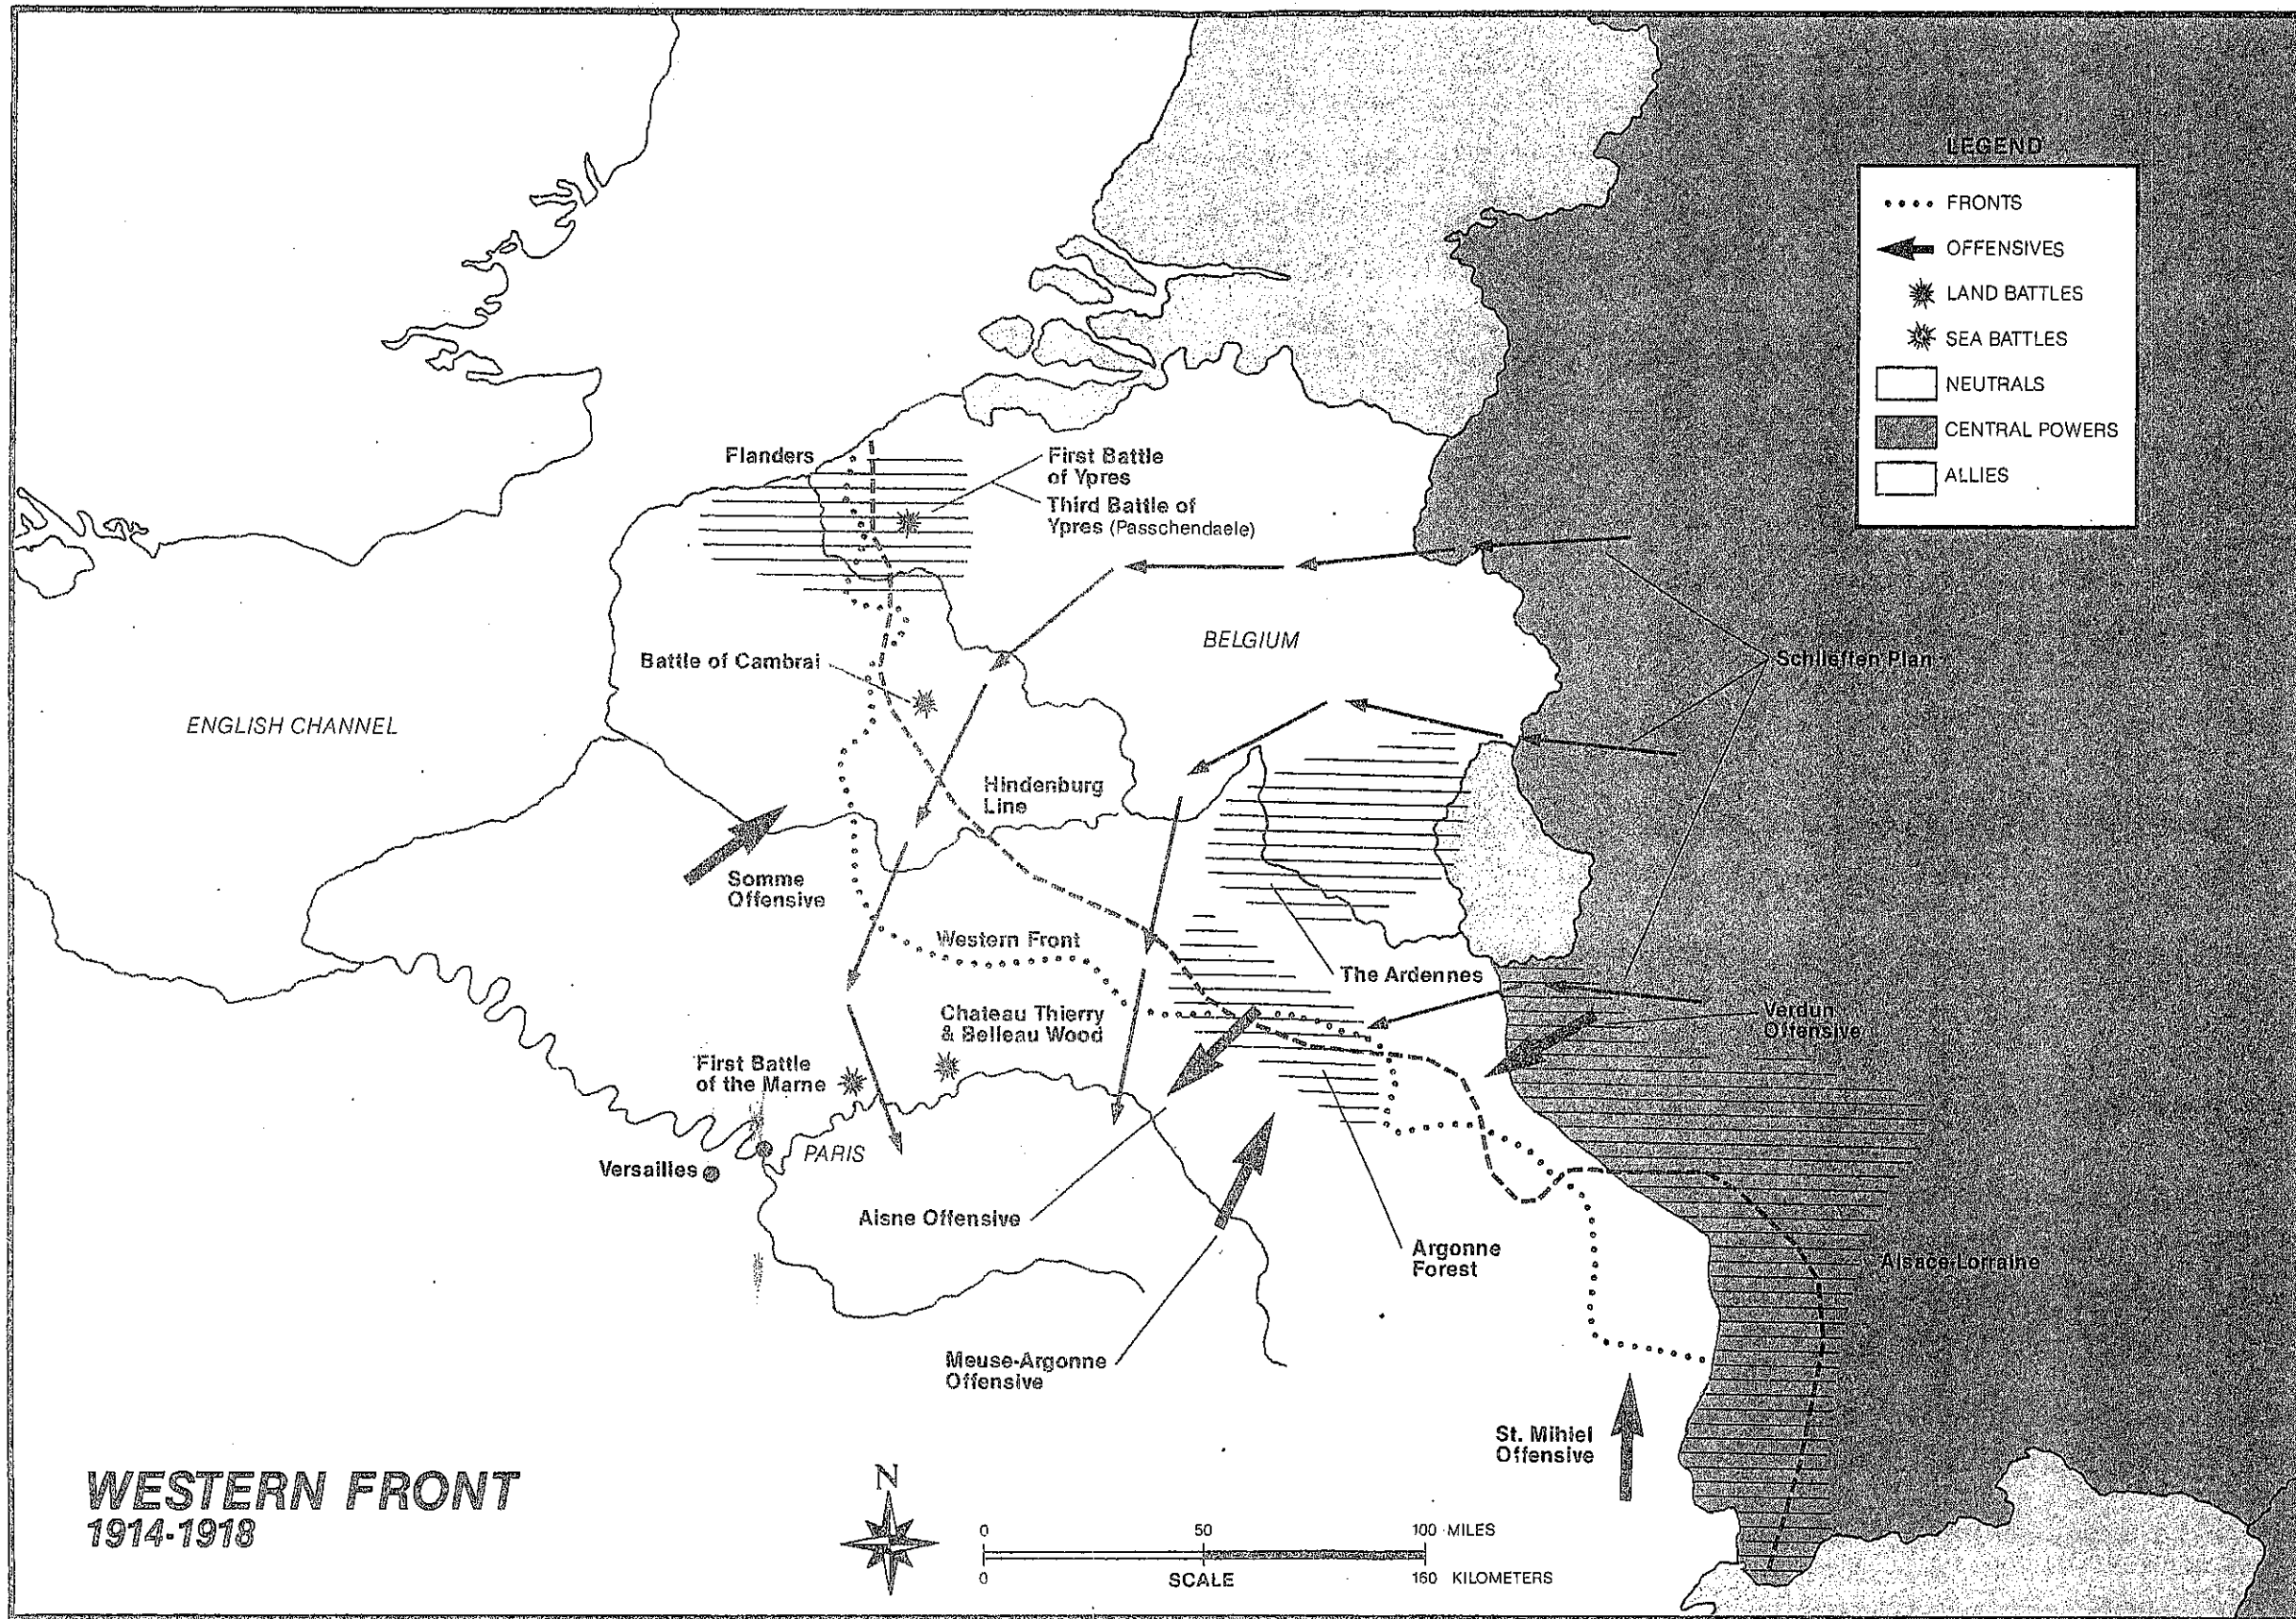 LEGEND
FRONTS
OFFENSIVES
LAND BATTLES
SEA BATTLES
NEUTRALS
CENTRAL POWERS
ALLIES
Flanders
First Battle
of Ypres
Third Battle of
Ypres (Passchendaele)
BELGIUM
Schlieffen Plan
Battle of Cambrai
ENGLISH CHANNEL
Hindenburg
Line
Somme
Offensive
Western Front
The Ardennes
Verdun
Offensive
Chateau Thierry
& Belleau Wood
First Battle
of the Marne
PARIS
Versailles
Aisne Offensive
Argonne
Forest
Alsace-Lorraine
Meuse-Argonne
Offensive
St. Mihiel
Offensive
WESTERN FRONT
1914-1918
N
0 50 100 MILES
0 SCALE 160 KILOMETERS